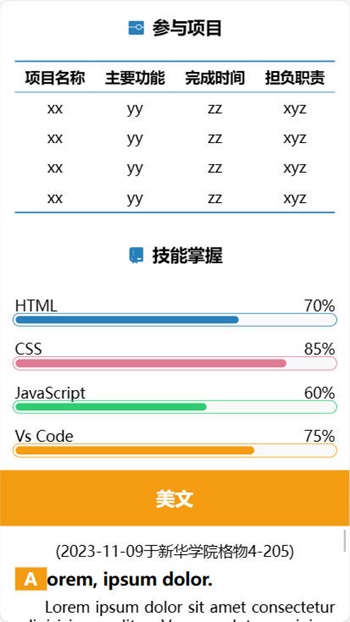 参与项目
项目名称 主要功能 完成时间 担负职责
xx yy zz xyz
xx yy zz xyz
xx yy zz xyz
xx yy zz xyz
技能掌握
HTML 70%
CSS 85%
JavaScript 60%
Vs Code 75%
美文
(2023-11-09于新华学院格物4-205)
A orem, ipsum dolor.
Lorem ipsum dolor sit amet consectetur